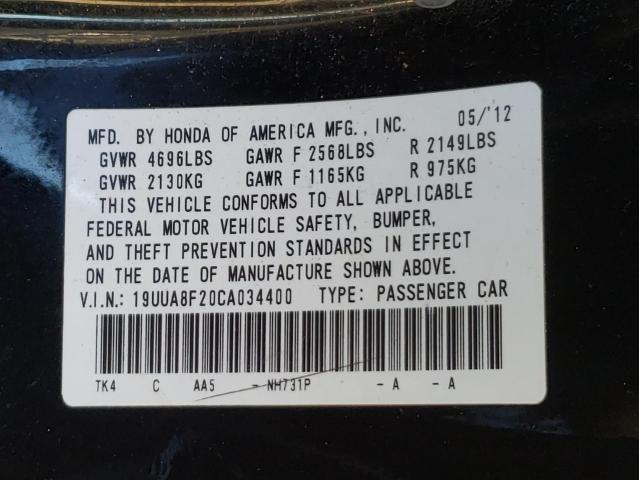 MFD. BY HONDA OF AMERICA MFG., INC. 05/'12
GVWR 4696LBS GAWR F 2568LBS R 2149LBS
GVWR 2130KG GAWR F 1165KG R 975KG
THIS VEHICLE CONFORMS TO ALL APPLICABLE
FEDERAL MOTOR VEHICLE SAFETY, BUMPER,
AND THEFT PREVENTION STANDARDS IN EFFECT
ON THE DATE OF MANUFACTURE SHOWN ABOVE.
V.I.N.: 19UUA8F20CA034400 TYPE: PASSENGER CAR
TK4 C AA5 - NH731P - A - A